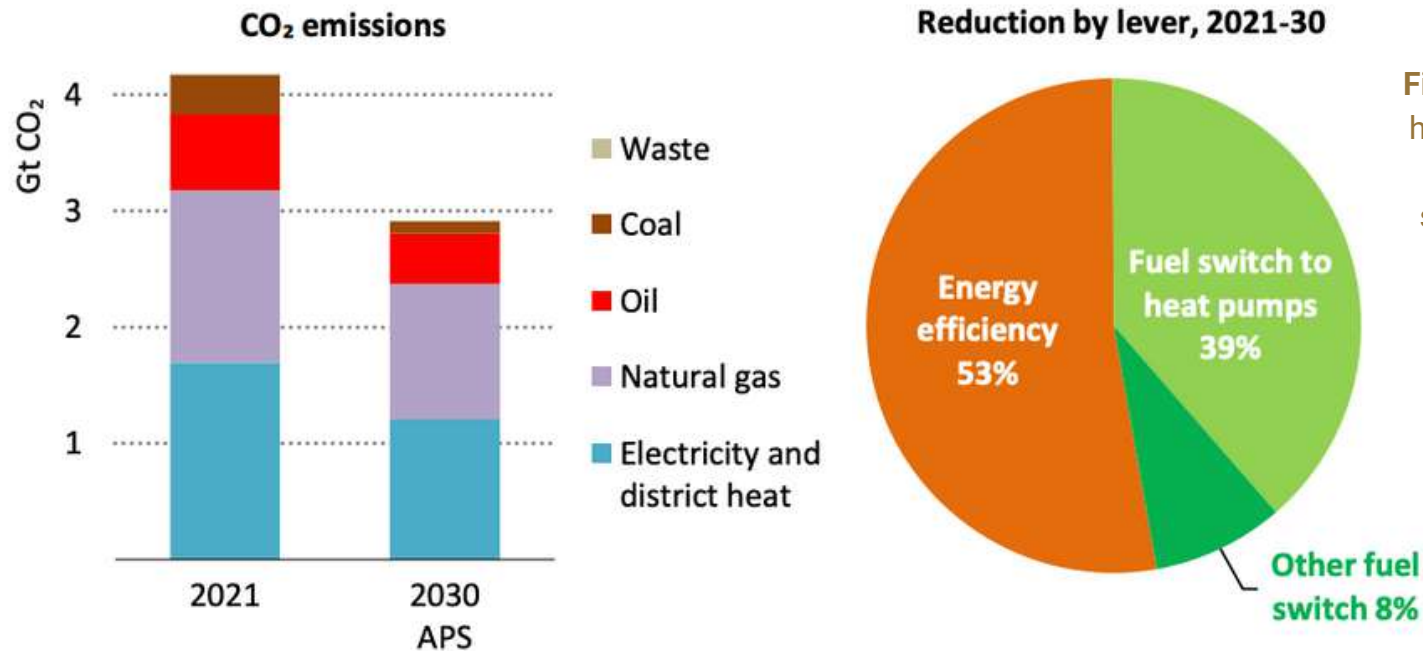 CO₂ emissions
Gt CO₂
4
3
2
1
2021
2030
APS
Waste
Coal
Oil
Natural gas
Electricity and
district heat
Reduction by lever, 2021-30
Energy
efficiency
53%
Fuel switch to
heat pumps
39%
Other fuel
switch 8%